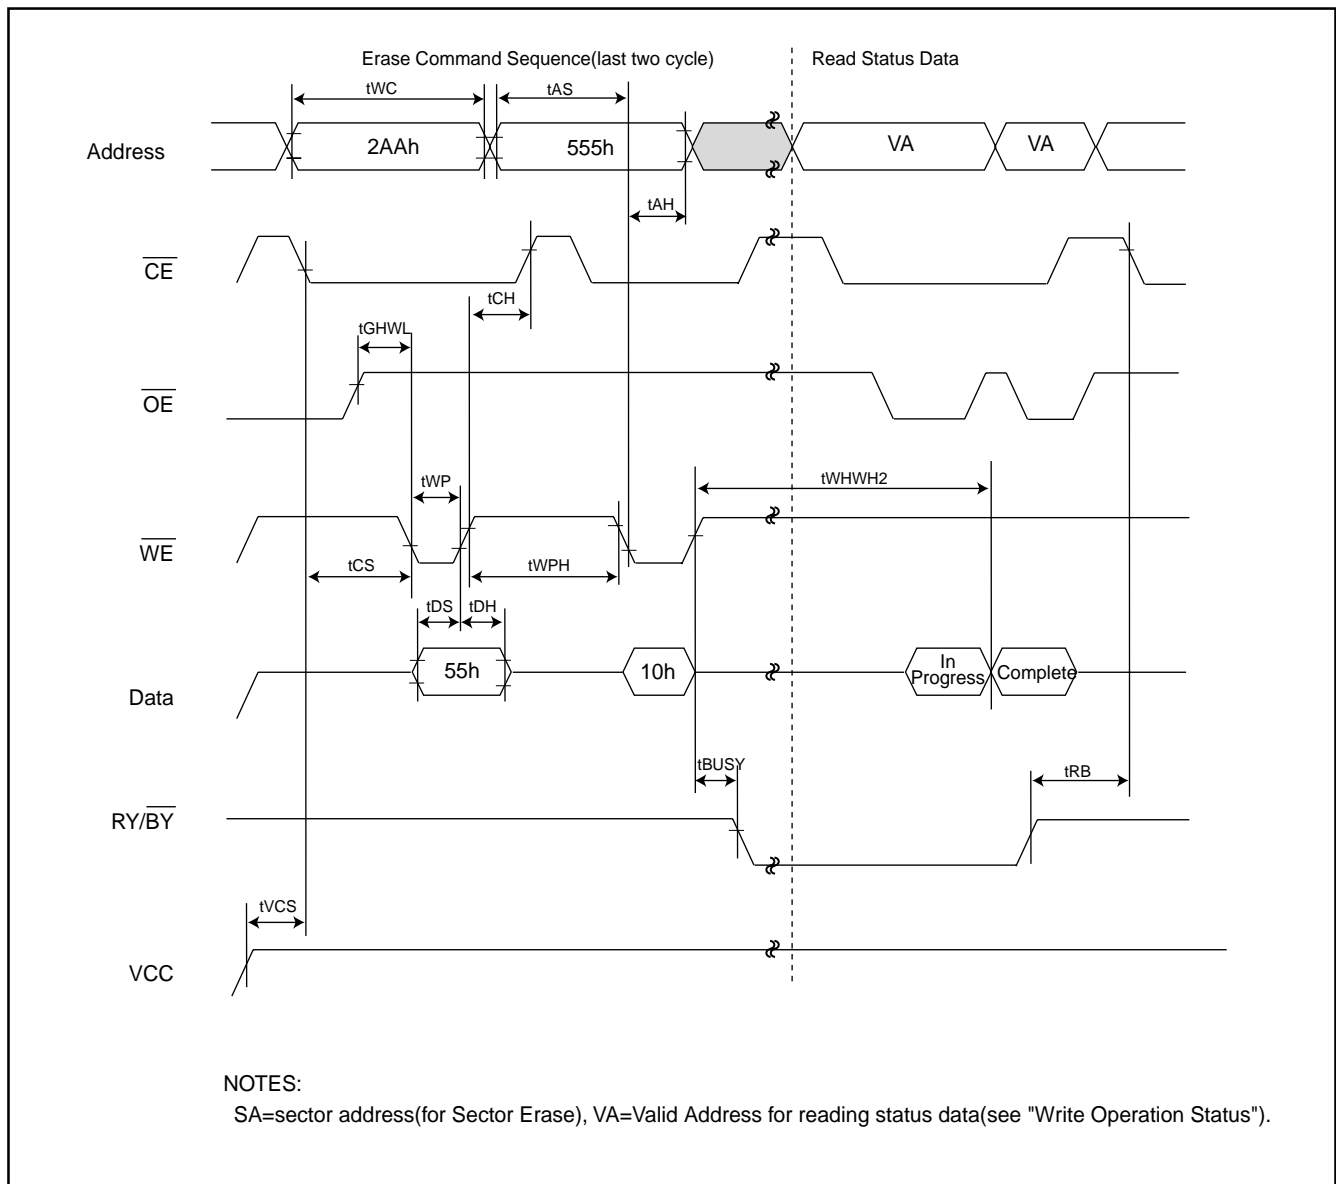 Erase Command Sequence(last two cycle)
Read Status Data
tWC
tAS
Address
2AAh
555h
VA
VA
tAH
CE
tCH
tGHWL
OE
tWP
tWHWH2
WE
tCS
tWPH
tDS
tDH
Data
55h
10h
In
Progress
Complete
tBUSY
tRB
RY/BY
tVCS
VCC
NOTES:
SA=sector address(for Sector Erase), VA=Valid Address for reading status data(see "Write Operation Status").